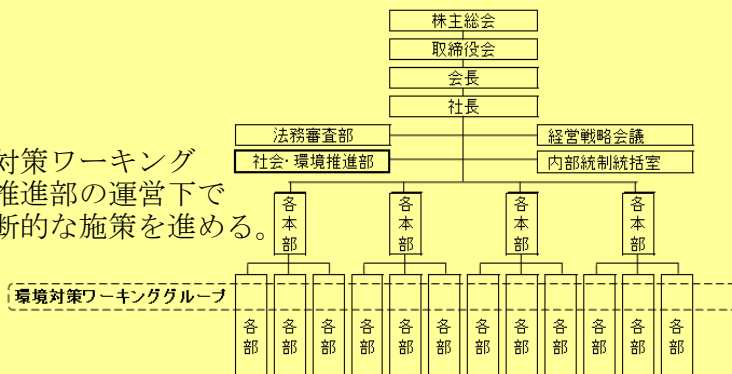 株主総会
取締役会
会長
社長
法務審査部
経営戦略会議
社会・環境推進部
内部統制統括室
対策ワーキング
推進部の運営下で
断的な施策を進める。
各本部
各本部
各本部
各本部
環境対策ワーキンググループ
各部
各部
各部
各部
各部
各部
各部
各部
各部
各部
各部
各部